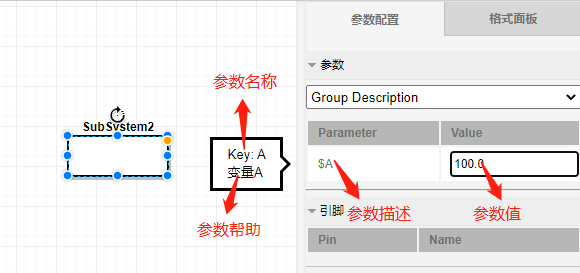 参数配置
格式面板
参数
Group Description
Parameter
Value
$A
100.0
引脚
Pin
Name
参数名称
SubSystem2
Key: A
变量A
参数帮助
参数描述
参数值